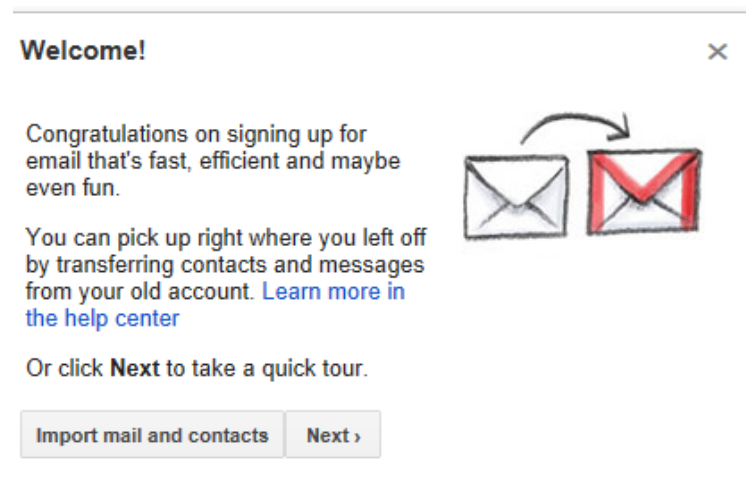 Welcome!
Congratulations on signing up for
email that's fast, efficient and maybe
even fun.
You can pick up right where you left off
by transferring contacts and messages
from your old account. Learn more in
the help center
Or click Next to take a quick tour.
Import mail and contacts
Next ›